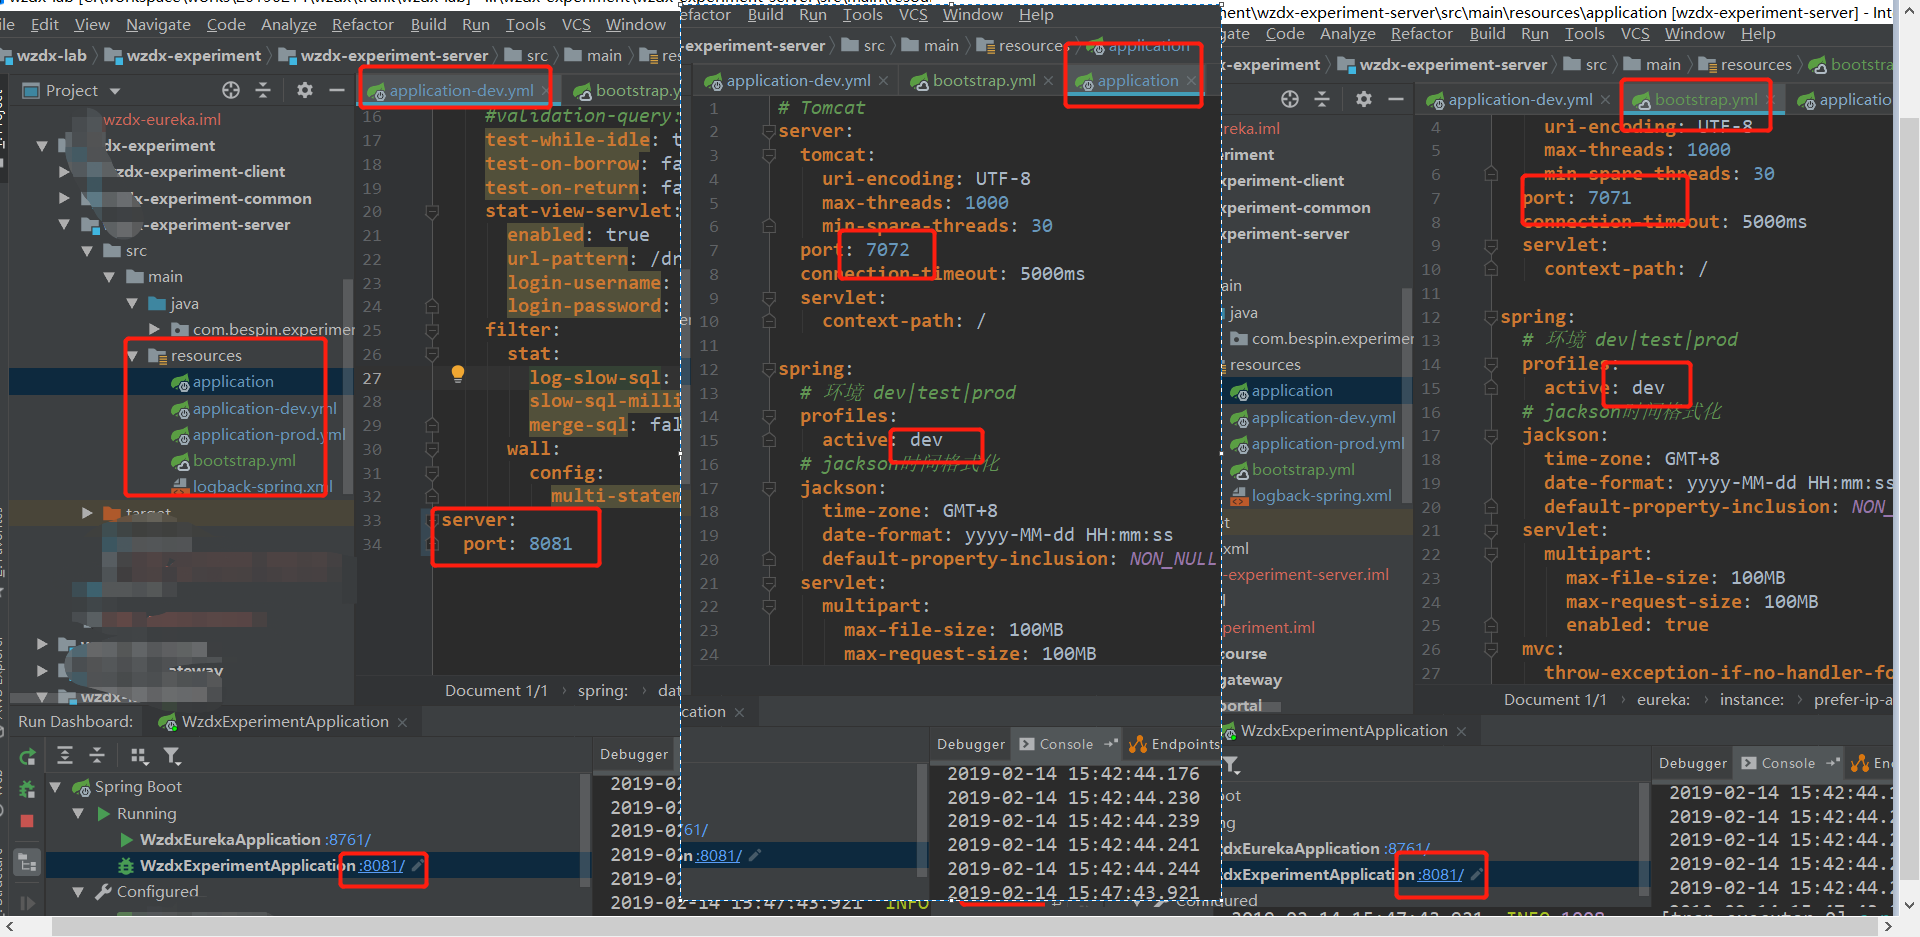 Edit View Navigate Code Analyze Refactor Build Run Tools VCS Window
wzdx-lab wzdx-experiment wzdx-experiment-server src main
Project
application-dev.yml
wzdx-eureka.iml
dx-experiment
zdx-experiment-client
x-experiment-common
-experiment-server
src
main
java
com.bespin.experimer
resources
application
application-dev.yml
application-prod.yml
bootstrap.yml
logback-spring.xml
target
ateway
wzdx-
16 #validation-query:
17 test-while-idle: t
18 test-on-borrow: fa
19 test-on-return: fa
20 stat-view-servlet:
21 enabled: true
22 url-pattern: /dr
23 login-username:
24 login-password:
25 filter:
26 stat:
27 log-slow-sql:
28 slow-sql-milli
29 merge-sql: fal
30 wall:
31 config:
32 multi-statem
33 server:
34 port: 8081
Document 1/1 › spring: › dat
Run Dashboard: WzdxExperimentApplication
Debugger
Spring Boot
Running
WzdxEurekaApplication :8761/
WzdxExperimentApplication :8081/
Configured
2019-02-14 15:47:43.921 INFO
efactor Build Run Tools VCS Window Help
-experiment-server src main resources application
application-dev.yml bootstrap.yml application
1 # Tomcat
2 server:
3 tomcat:
4 uri-encoding: UTF-8
5 max-threads: 1000
6 min-spare-threads: 30
7 port: 7072
8 connection-timeout: 5000ms
9 servlet:
10 context-path: /
11
12 spring:
13 # 环境 dev|test|prod
14 profiles:
15 active: dev
16 # jackson时间格式化
17 jackson:
18 time-zone: GMT+8
19 date-format: yyyy-MM-dd HH:mm:ss
20 default-property-inclusion: NON_NULL
21 servlet:
22 multipart:
23 max-file-size: 100MB
24 max-request-size: 100MB
cation
Debugger Console Endpoints
61/
n :8081/
2019-02-14 15:42:44.176
2019-02-14 15:42:44.230
2019-02-14 15:42:44.239
2019-02-14 15:42:44.241
2019-02-14 15:42:44.244
2019-02-14 15:47:43.921
ment\wzdx-experiment-server\src\main\resources\application [wzdx-experiment-server] - Int
gate Code Analyze Refactor Build Run Tools VCS Window Help
-experiment wzdx-experiment-server src main resources bootstra
application-dev.yml bootstrap.yml applicatio
reka.iml
riment
xperiment-client
xperiment-common
xperiment-server
ain
java
com.bespin.experimer
resources
application
application-dev.yml
application-prod.yml
bootstrap.yml
logback-spring.xml
t
xml
-experiment-server.iml
periment.iml
ourse
gateway
portal
4 uri-encoding: UTF-8
5 max-threads: 1000
6 min-spare-threads: 30
7 port: 7071
8 connection-timeout: 5000ms
9 servlet:
10 context-path: /
11
12 spring:
13 # 环境 dev|test|prod
14 profiles:
15 active: dev
16 # jackson时间格式化
17 jackson:
18 time-zone: GMT+8
19 date-format: yyyy-MM-dd HH:mm:ss
20 default-property-inclusion: NON_
21 servlet:
22 multipart:
23 max-file-size: 100MB
24 max-request-size: 100MB
25 enabled: true
26 mvc:
27 throw-exception-if-no-handler-fo
Document 1/1 › eureka: › instance: › prefer-ip-a
WzdxExperimentApplication
Debugger Console En
oot
ng
dxEurekaApplication :8761/
dxExperimentApplication :8081/
2019-02-14 15:42:44.
2019-02-14 15:42:44.
2019-02-14 15:42:44.
2019-02-14 15:42:44.
2019-02-14 15:42:44.